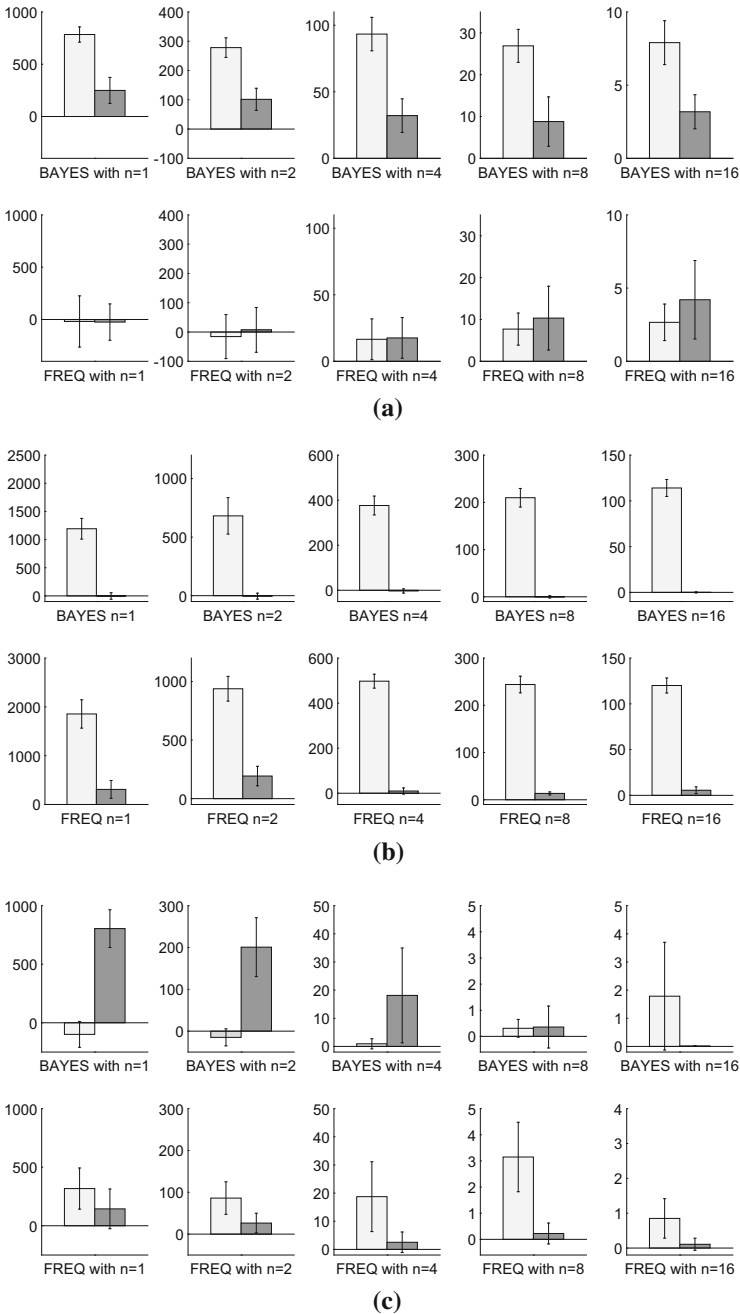 1000 400 100 30 10
500 300
200 50 20 5
0 100 10
0
-100 0 0 0
BAYES with n=1 BAYES with n=2 BAYES with n=4 BAYES with n=8 BAYES with n=16
1000 400 100 30 10
300
500 200 50 20 5
100 10
0 0
-100 0 0 0
FREQ with n=1 FREQ with n=2 FREQ with n=4 FREQ with n=8 FREQ with n=16
(a)
2500 600 300 150
2000 1000
1500 400 200 100
1000 500 200 100 50
500
0 0 0 0 0
BAYES n=1 BAYES n=2 BAYES n=4 BAYES n=8 BAYES n=16
3000 600 300 150
1000
2000 400 200 100
500
1000 200 100 50
0 0 0 0 0
FREQ n=1 FREQ n=2 FREQ n=4 FREQ n=8 FREQ n=16
(b)
1000 300 50 5 5
40 4 4
500 200 30 3 3
100 20 2 2
0 10 1 1
0 0 0 0
BAYES with n=1 BAYES with n=2 BAYES with n=4 BAYES with n=8 BAYES with n=16
1000 300 50 5 4
40 4
500 200 30 3 3
100 20 2 2
0 10 1 1
0 0 0 0
FREQ with n=1 FREQ with n=2 FREQ with n=4 FREQ with n=8 FREQ with n=16
(c)